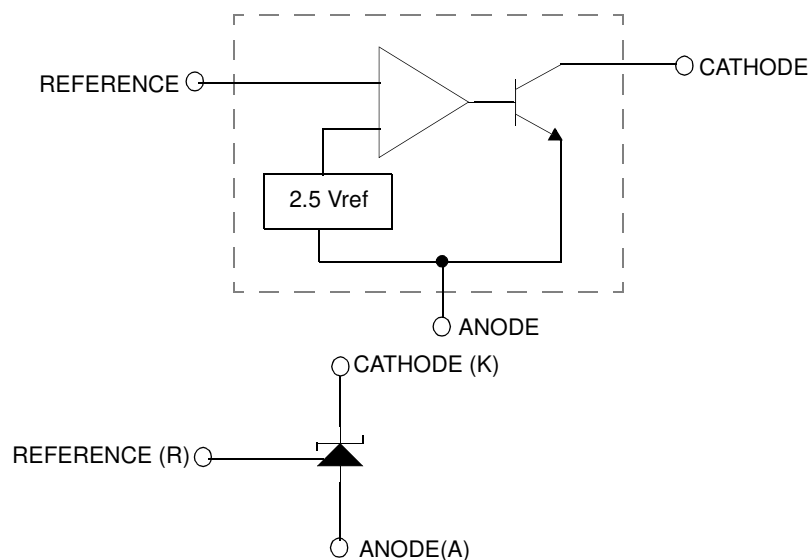 REFERENCE
CATHODE
2.5 Vref
ANODE
CATHODE (K)
REFERENCE (R)
ANODE(A)